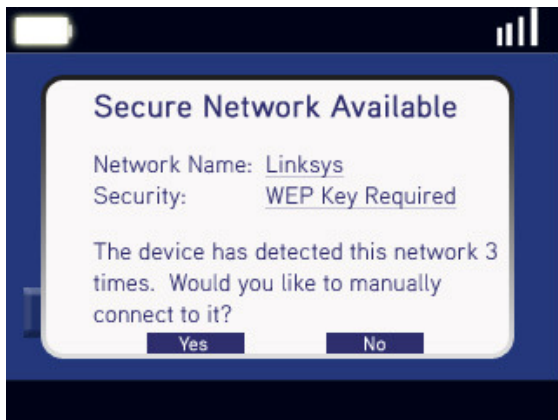 Secure Network Available
Network Name: Linksys
Security: WEP Key Required
The device has detected this network 3
times. Would you like to manually
connect to it?
Yes No